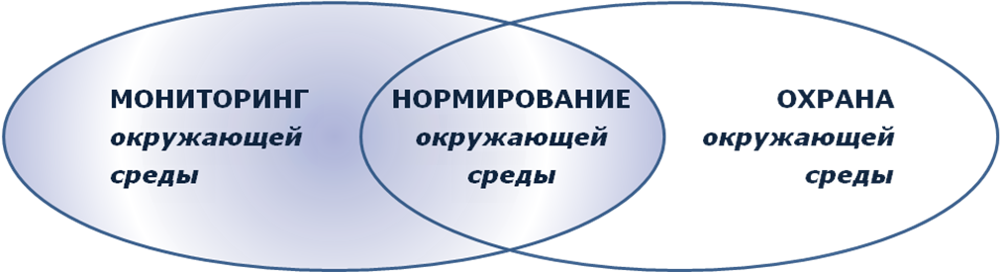 МОНИТОРИНГ
окружающей
среды
НОРМИРОВАНИЕ
окружающей
среды
ОХРАНА
окружающей
среды